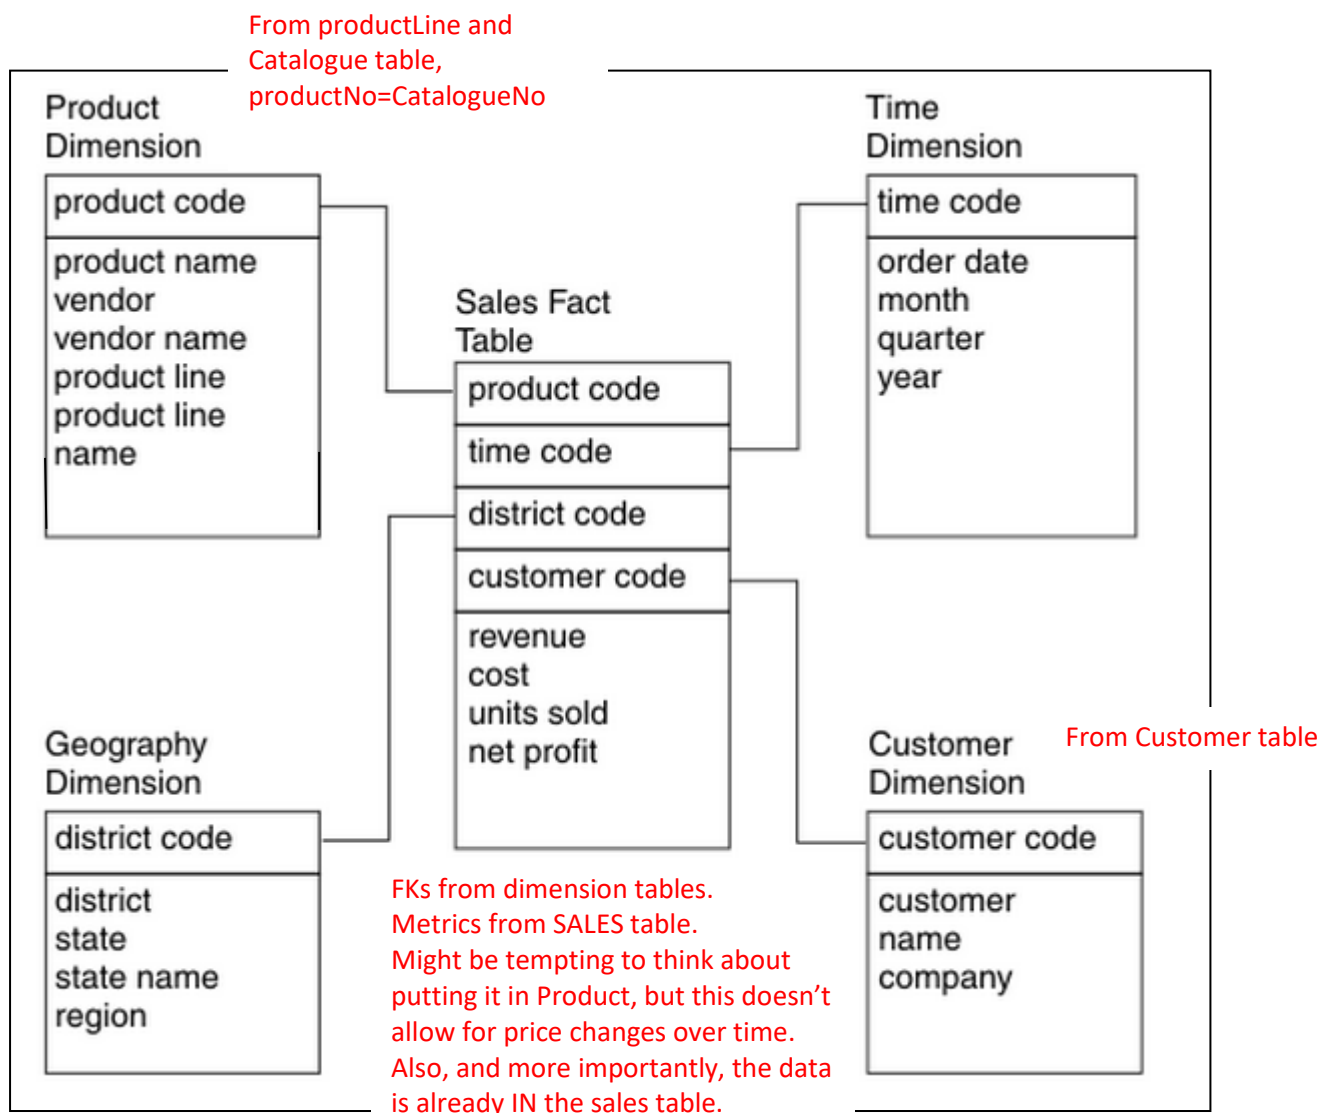 From productLine and
Catalogue table,
productNo=CatalogueNo
Product
Dimension
product code
product name
vendor
vendor name
product line
product line
name
Time
Dimension
time code
order date
month
quarter
year
Sales Fact
Table
product code
time code
district code
customer code
revenue
cost
units sold
net profit
Geography
Dimension
district code
district
state
state name
region
Customer
Dimension
From Customer table
customer code
customer
name
company
FKs from dimension tables.
Metrics from SALES table.
Might be tempting to think about
putting it in Product, but this doesn’t
allow for price changes over time.
Also, and more importantly, the data
is already IN the sales table.